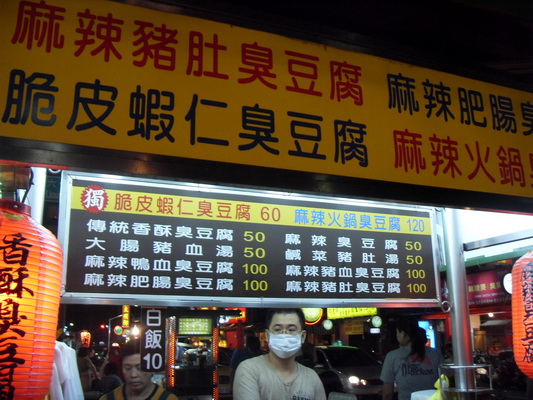 麻辣豬肚臭豆腐
脆皮蝦仁臭豆腐
麻辣肥腸臭
麻辣火鍋臭
獨 脆皮蝦仁臭豆腐 60 麻辣火鍋臭豆腐 120
傳統香酥臭豆腐 50 麻辣臭豆腐 50
大腸豬血湯 50 鹹菜豬肚湯 50
麻辣鴨血臭豆腐 100 麻辣豬血臭豆腐 100
麻辣肥腸臭豆腐 100 麻辣豬肚臭豆腐 100
香酥臭豆
白飯 10